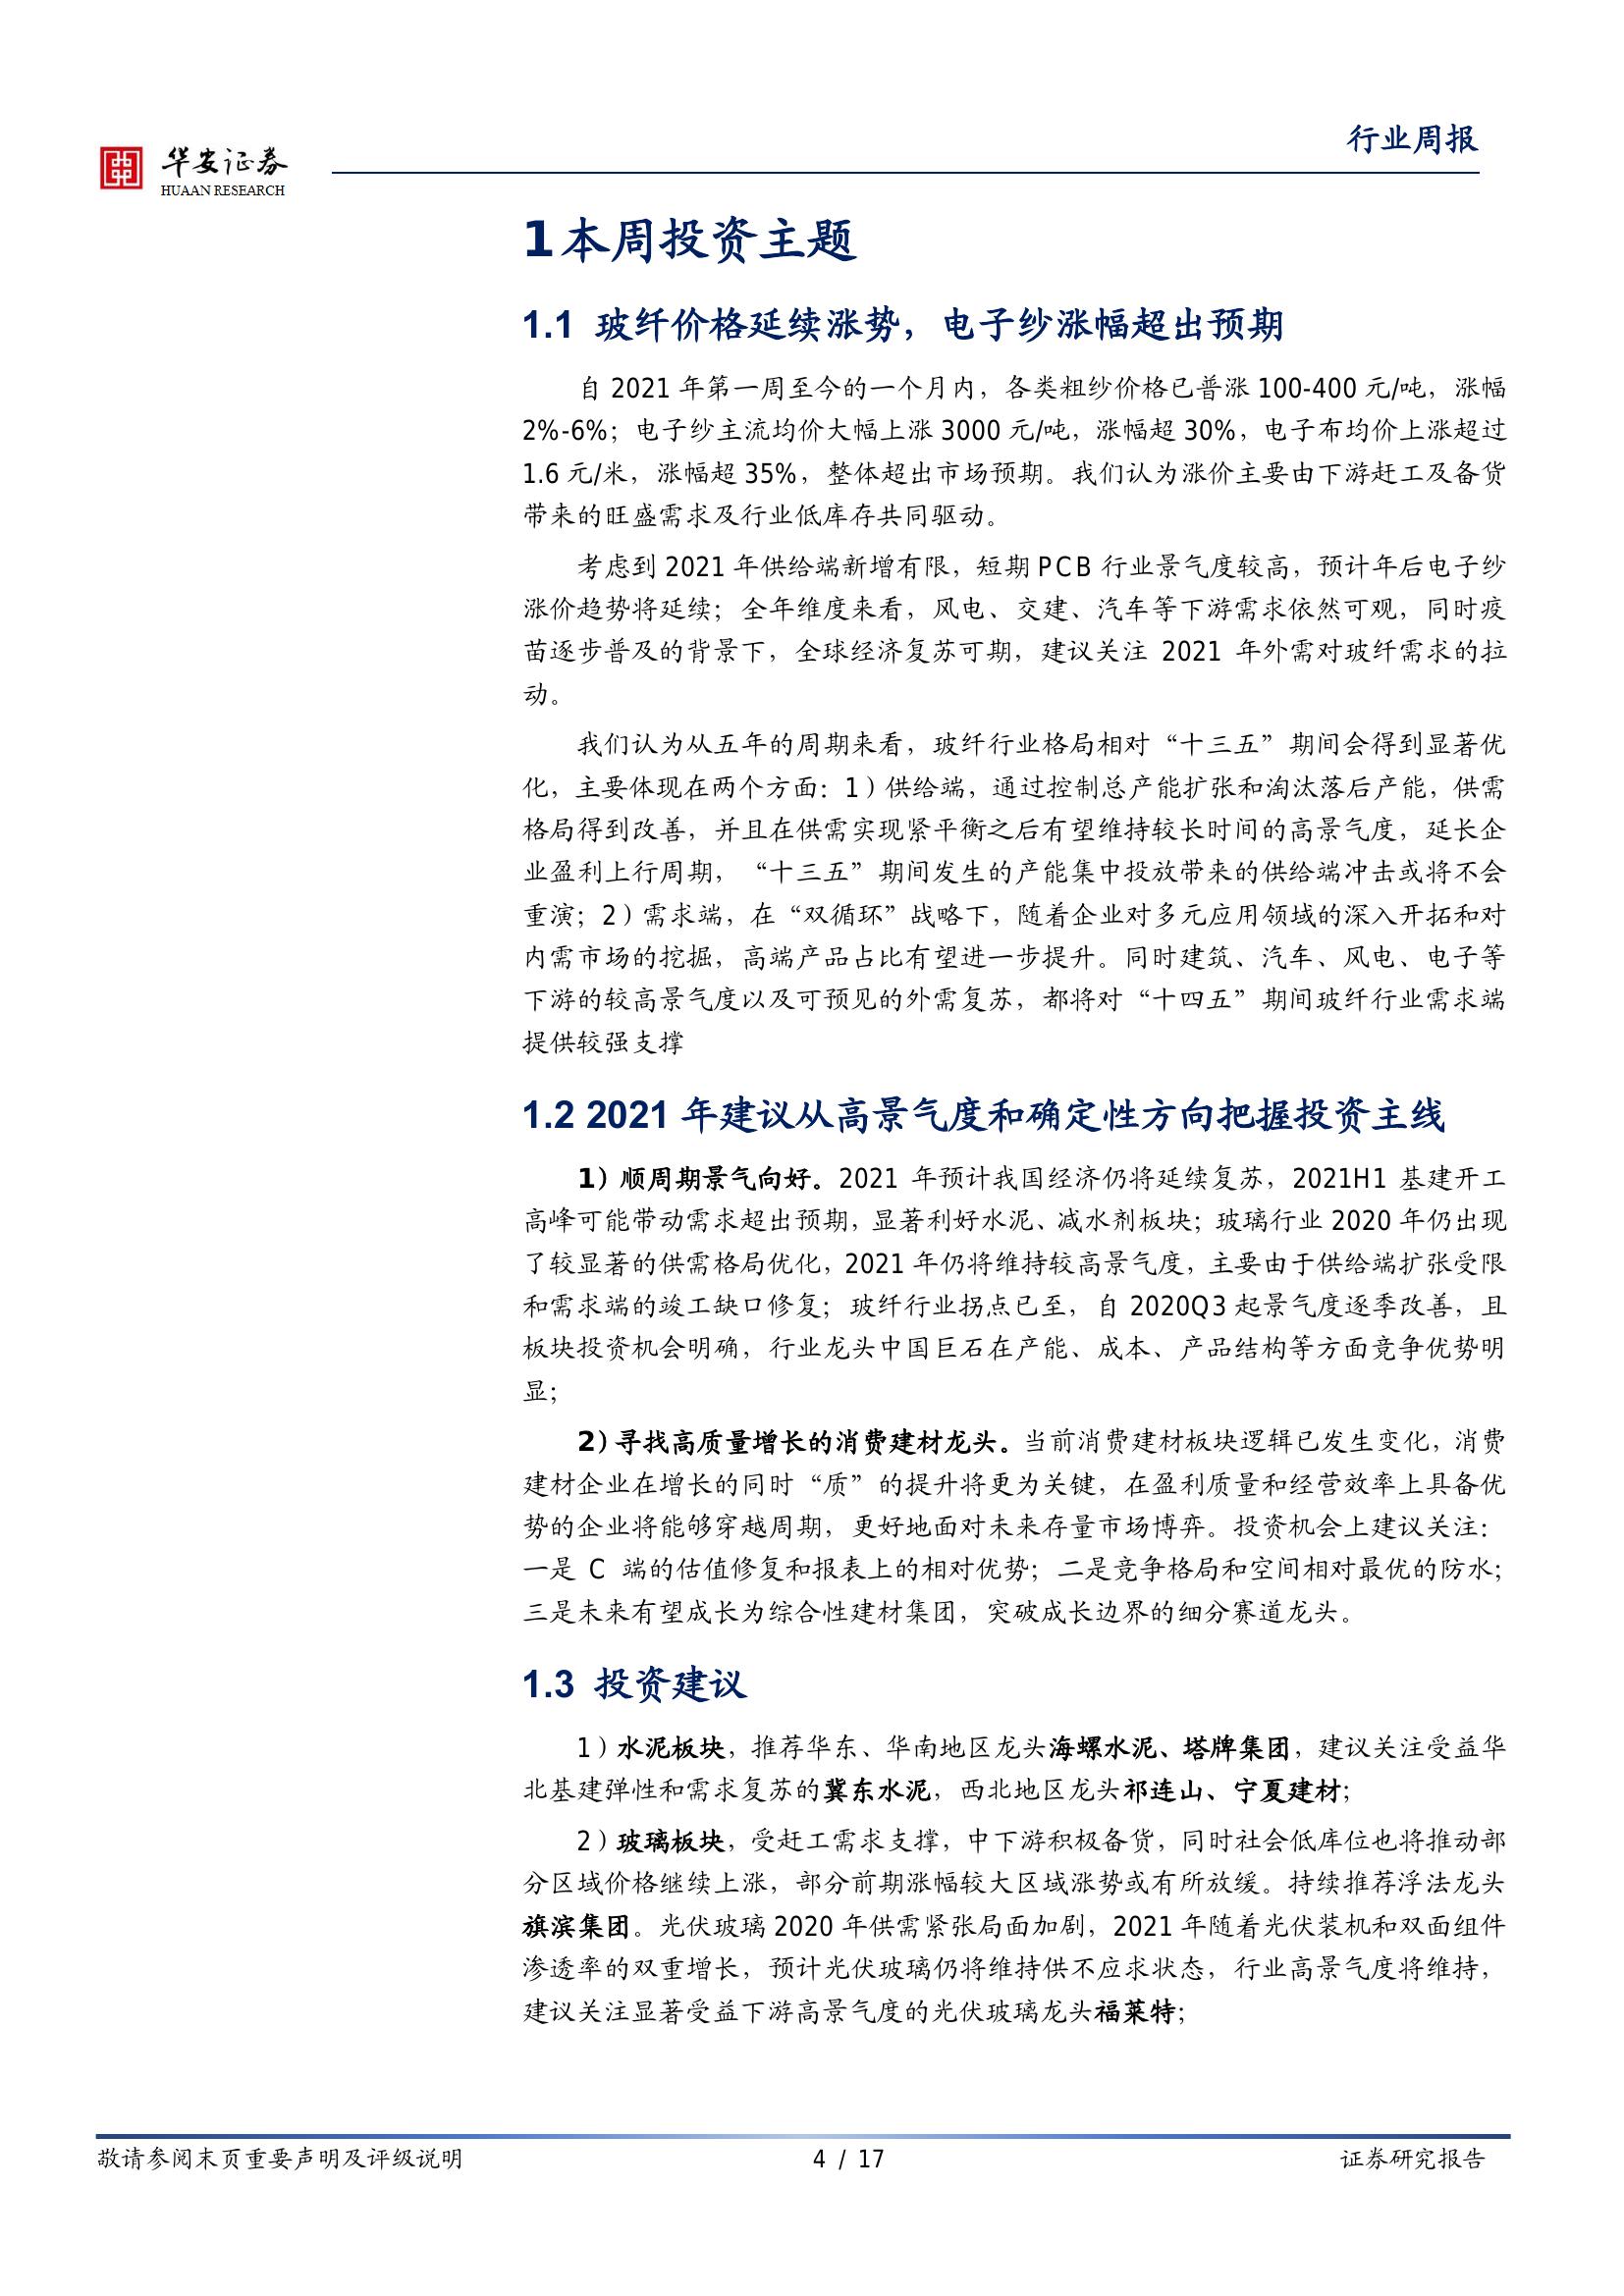 行业周报
华安证券
HUAAN RESEARCH
1本周投资主题
1.1 玻纤价格延续涨势，电子纱涨幅超出预期
自 2021 年第一周至今的一个月内，各类粗纱价格已普涨 100-400 元/吨，涨幅
2%-6%；电子纱主流均价大幅上涨 3000 元/吨，涨幅超 30%，电子布均价上涨超过
1.6 元/米，涨幅超 35%，整体超出市场预期。我们认为涨价主要由下游赶工及备货
带来的旺盛需求及行业低库存共同驱动。
考虑到 2021 年供给端新增有限，短期 PCB 行业景气度较高，预计年后电子纱
涨价趋势将延续；全年维度来看，风电、交建、汽车等下游需求依然可观，同时疫
苗逐步普及的背景下，全球经济复苏可期，建议关注 2021 年外需对玻纤需求的拉
动。
我们认为从五年的周期来看，玻纤行业格局相对“十三五”期间会得到显著优
化，主要体现在两个方面：1）供给端，通过控制总产能扩张和淘汰落后产能，供需
格局得到改善，并且在供需实现紧平衡之后有望维持较长时间的高景气度，延长企
业盈利上行周期，“十三五”期间发生的产能集中投放带来的供给端冲击或将不会
重演；2）需求端，在“双循环”战略下，随着企业对多元应用领域的深入开拓和对
内需市场的挖掘，高端产品占比有望进一步提升。同时建筑、汽车、风电、电子等
下游的较高景气度以及可预见的外需复苏，都将对“十四五”期间玻纤行业需求端
提供较强支撑
1.2 2021 年建议从高景气度和确定性方向把握投资主线
1）顺周期景气向好。2021 年预计我国经济仍将延续复苏，2021H1 基建开工
高峰可能带动需求超出预期，显著利好水泥、减水剂板块；玻璃行业 2020 年仍出现
了较显著的供需格局优化，2021 年仍将维持较高景气度，主要由于供给端扩张受限
和需求端的竣工缺口修复；玻纤行业拐点已至，自 2020Q3 起景气度逐季改善，且
板块投资机会明确，行业龙头中国巨石在产能、成本、产品结构等方面竞争优势明
显；
2）寻找高质量增长的消费建材龙头。当前消费建材板块逻辑已发生变化，消费
建材企业在增长的同时“质”的提升将更为关键，在盈利质量和经营效率上具备优
势的企业将能够穿越周期，更好地面对未来存量市场博弈。投资机会上建议关注：
一是 C 端的估值修复和报表上的相对优势；二是竞争格局和空间相对最优的防水；
三是未来有望成长为综合性建材集团，突破成长边界的细分赛道龙头。
1.3 投资建议
1）水泥板块，推荐华东、华南地区龙头海螺水泥、塔牌集团，建议关注受益华
北基建弹性和需求复苏的冀东水泥，西北地区龙头祁连山、宁夏建材；
2）玻璃板块，受赶工需求支撑，中下游积极备货，同时社会低库位也将推动部
分区域价格继续上涨，部分前期涨幅较大区域涨势或有所放缓。持续推荐浮法龙头
旗滨集团。光伏玻璃 2020 年供需紧张局面加剧，2021 年随着光伏装机和双面组件
渗透率的双重增长，预计光伏玻璃仍将维持供不应求状态，行业高景气度将维持，
建议关注显著受益下游高景气度的光伏玻璃龙头福莱特；
敬请参阅末页重要声明及评级说明
4 / 17
证券研究报告